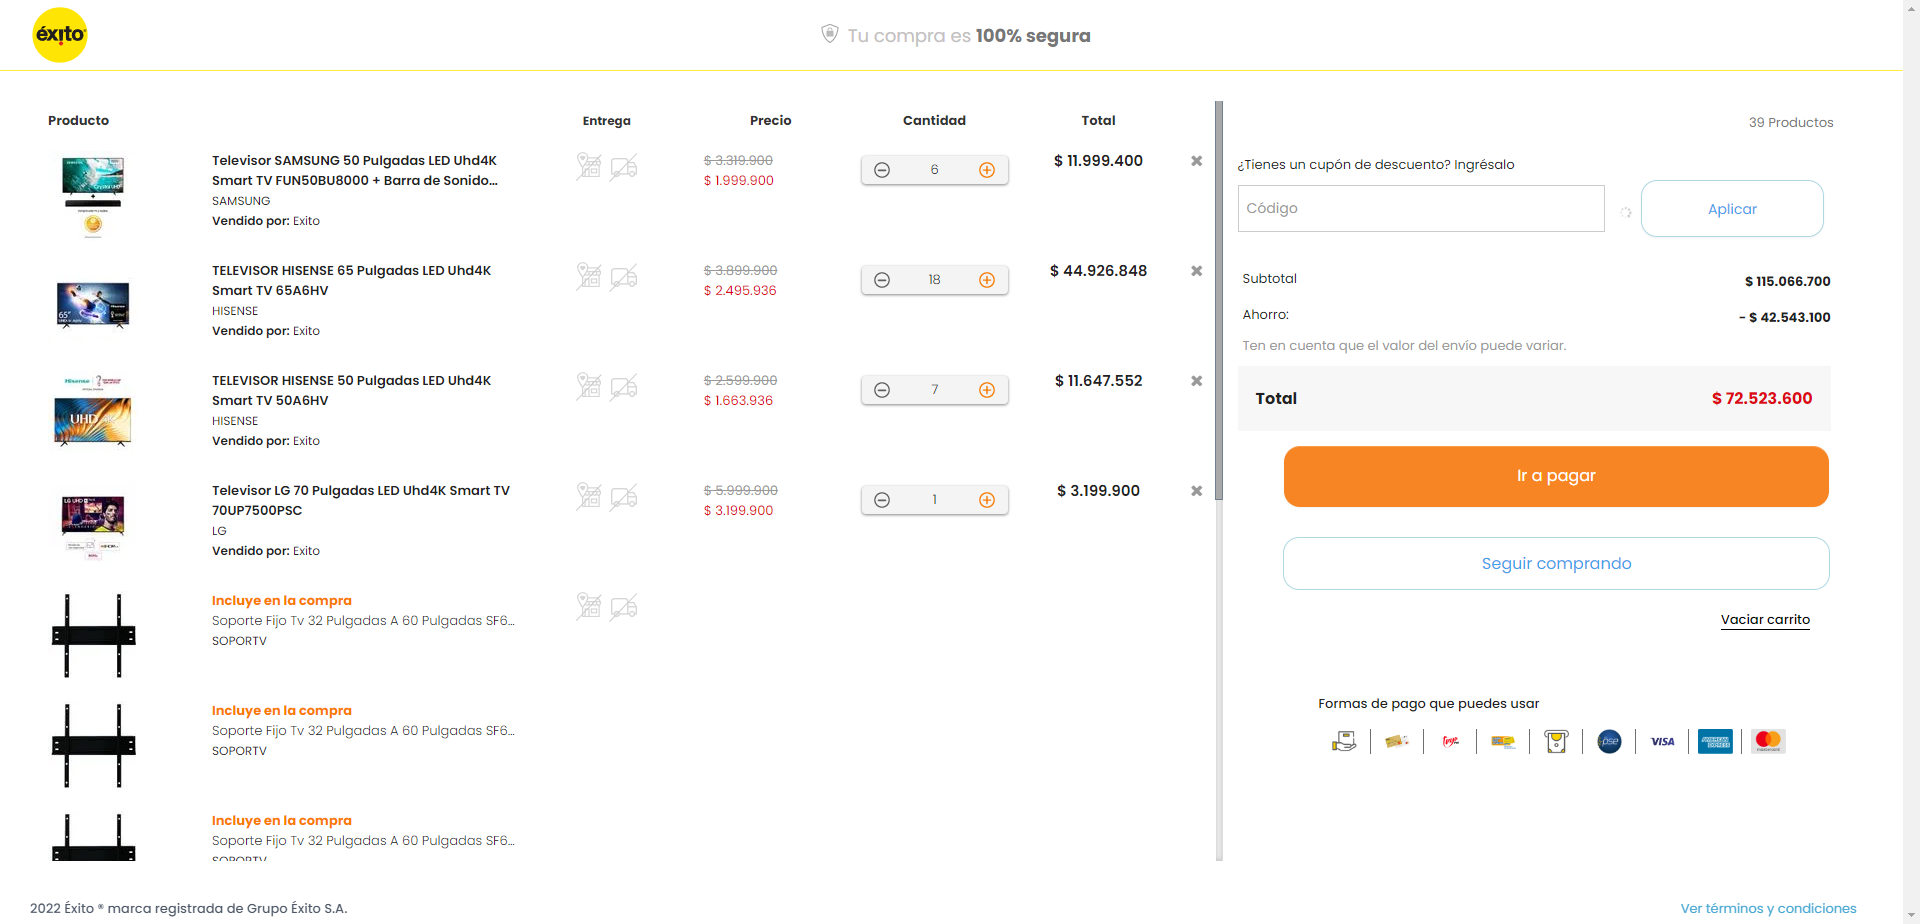 éxito
Tu compra es 100% segura
Producto Entrega Precio Cantidad Total
Televisor SAMSUNG 50 Pulgadas LED Uhd4K
Smart TV FUN50BU8000 + Barra de Sonido...
SAMSUNG
Vendido por: Exito
$ 3.319.900
$ 1.999.900
6
$ 11.999.400
TELEVISOR HISENSE 65 Pulgadas LED Uhd4K
Smart TV 65A6HV
HISENSE
Vendido por: Exito
$ 3.899.900
$ 2.495.936
18
$ 44.926.848
65"
TELEVISOR HISENSE 50 Pulgadas LED Uhd4K
Smart TV 50A6HV
HISENSE
Vendido por: Exito
$ 2.599.900
$ 1.663.936
7
$ 11.647.552
Hisense
UHD
Televisor LG 70 Pulgadas LED Uhd4K Smart TV
70UP7500PSC
LG
Vendido por: Exito
$ 5.999.900
$ 3.199.900
1
$ 3.199.900
LG UHD
Incluye en la compra
Soporte Fijo Tv 32 Pulgadas A 60 Pulgadas SF6...
SOPORTV
Incluye en la compra
Soporte Fijo Tv 32 Pulgadas A 60 Pulgadas SF6...
SOPORTV
Incluye en la compra
Soporte Fijo Tv 32 Pulgadas A 60 Pulgadas SF6...
SOPORTV
39 Productos
¿Tienes un cupón de descuento? Ingrésalo
Código
Aplicar
Subtotal $ 115.066.700
Ahorro: - $ 42.543.100
Ten en cuenta que el valor del envío puede variar.
Total $ 72.523.600
Ir a pagar
Seguir comprando
Vaciar carrito
Formas de pago que puedes usar
pse
VISA
AMERICAN EXPRESS
2022 Éxito ® marca registrada de Grupo Éxito S.A.
Ver términos y condiciones